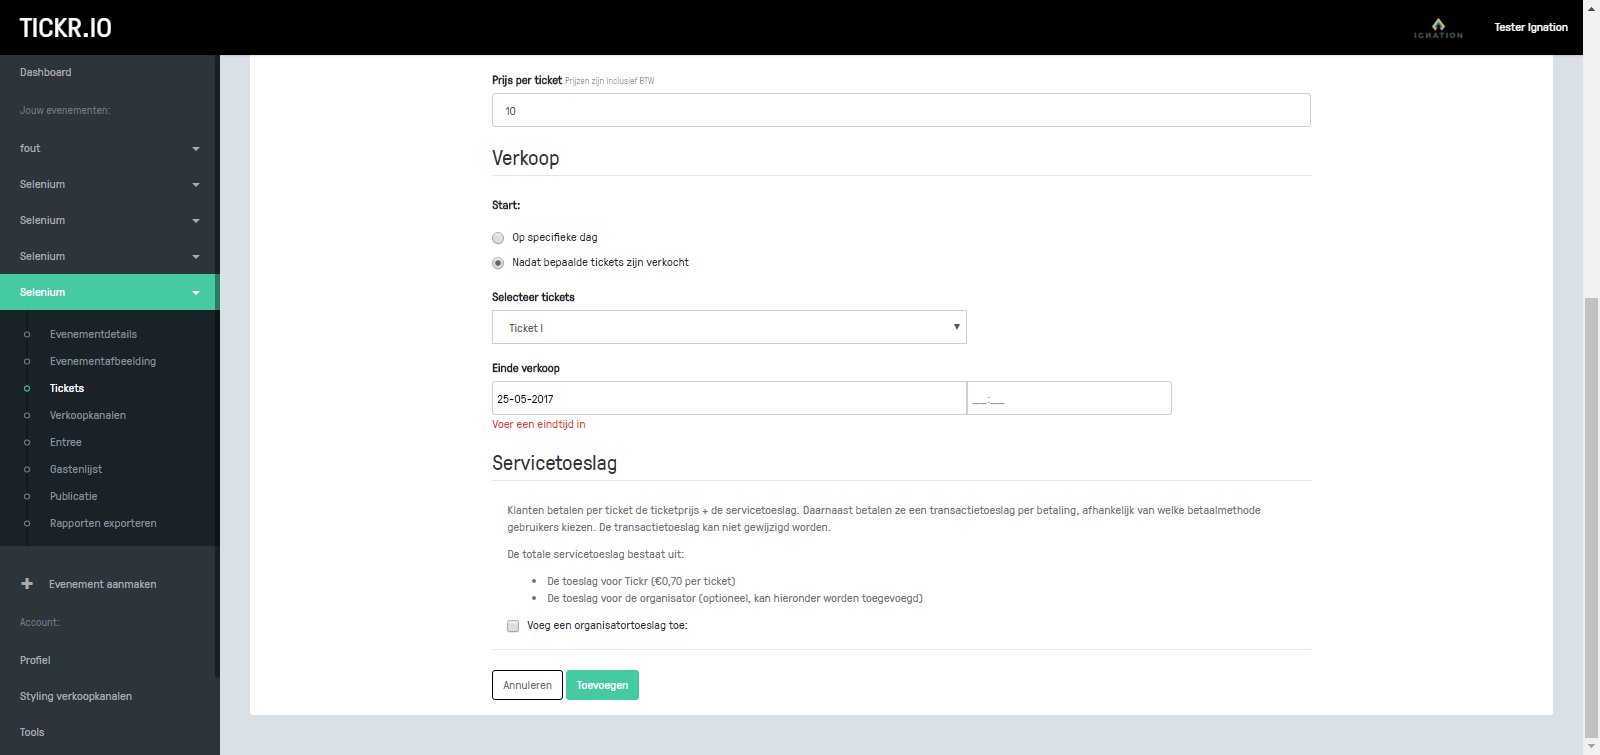 TICKR.IO
IGNATION
Tester Ignation
Dashboard
Jouw evenementen:
fout
Selenium
Selenium
Selenium
Selenium
Evenementdetails
Evenementafbeelding
Tickets
Verkoopkanalen
Entree
Gastenlijst
Publicatie
Rapporten exporteren
Evenement aanmaken
Account:
Profiel
Styling verkoopkanalen
Tools
Prijs per ticket Prijzen zijn inclusief BTW
10
Verkoop
Start:
Op specifieke dag
Nadat bepaalde tickets zijn verkocht
Selecteer tickets
Ticket I
Einde verkoop
25-05-2017 __:__
Voer een eindtijd in
Servicetoeslag
Klanten betalen per ticket de ticketprijs + de servicetoeslag. Daarnaast betalen ze een transactietoeslag per betaling, afhankelijk van welke betaalmethode
gebruikers kiezen. De transactietoeslag kan niet gewijzigd worden.
De totale servicetoeslag bestaat uit:
• De toeslag voor Tickr (€0,70 per ticket)
• De toeslag voor de organisator (optioneel, kan hieronder worden toegevoegd)
Voeg een organisatortoeslag toe:
Annuleren Toevoegen